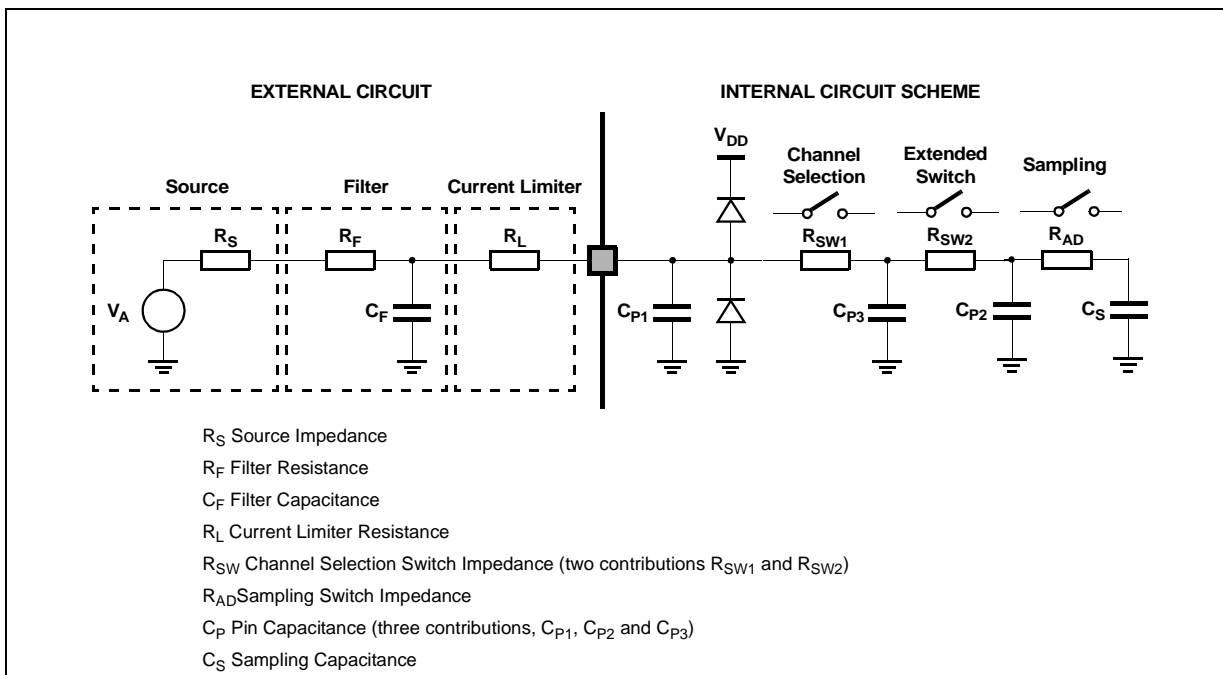 EXTERNAL CIRCUIT
INTERNAL CIRCUIT SCHEME
VDD
Channel
Selection
Extended
Switch
Sampling
Source
Filter
Current Limiter
RS
RF
RL
RSW1
RSW2
RAD
VA
CF
CP1
CP3
CP2
CS
RS Source Impedance
RF Filter Resistance
CF Filter Capacitance
RL Current Limiter Resistance
RSW Channel Selection Switch Impedance (two contributions RSW1 and RSW2)
RADSampling Switch Impedance
CP Pin Capacitance (three contributions, CP1, CP2 and CP3)
CS Sampling Capacitance